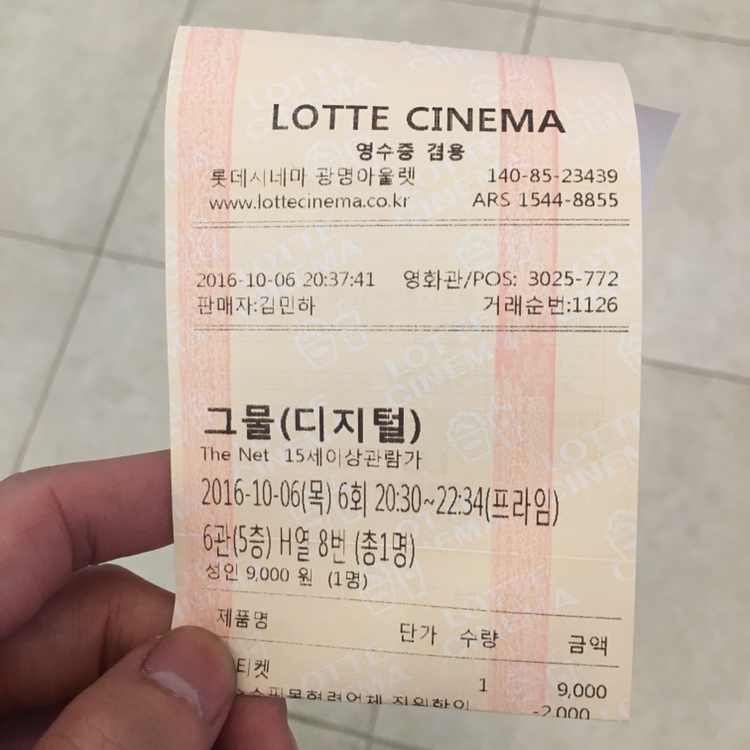 LOTTE CINEMA
영수증 겸용
롯데시네마 광명아울렛 140-85-23439
www.lottecinema.co.kr ARS 1544-8855
2016-10-06 20:37:41 영화관/POS: 3025-772
판매자:김민하 거래순번:1126
그물(디지털)
The Net 15세이상관람가
2016-10-06(목) 6회 20:30~22:34(프라임)
6관(5층) H열 8번 (총1명)
성인 9,000 원 (1명)
제품명 단가 수량 금액
티켓 1 9,000
-2,000